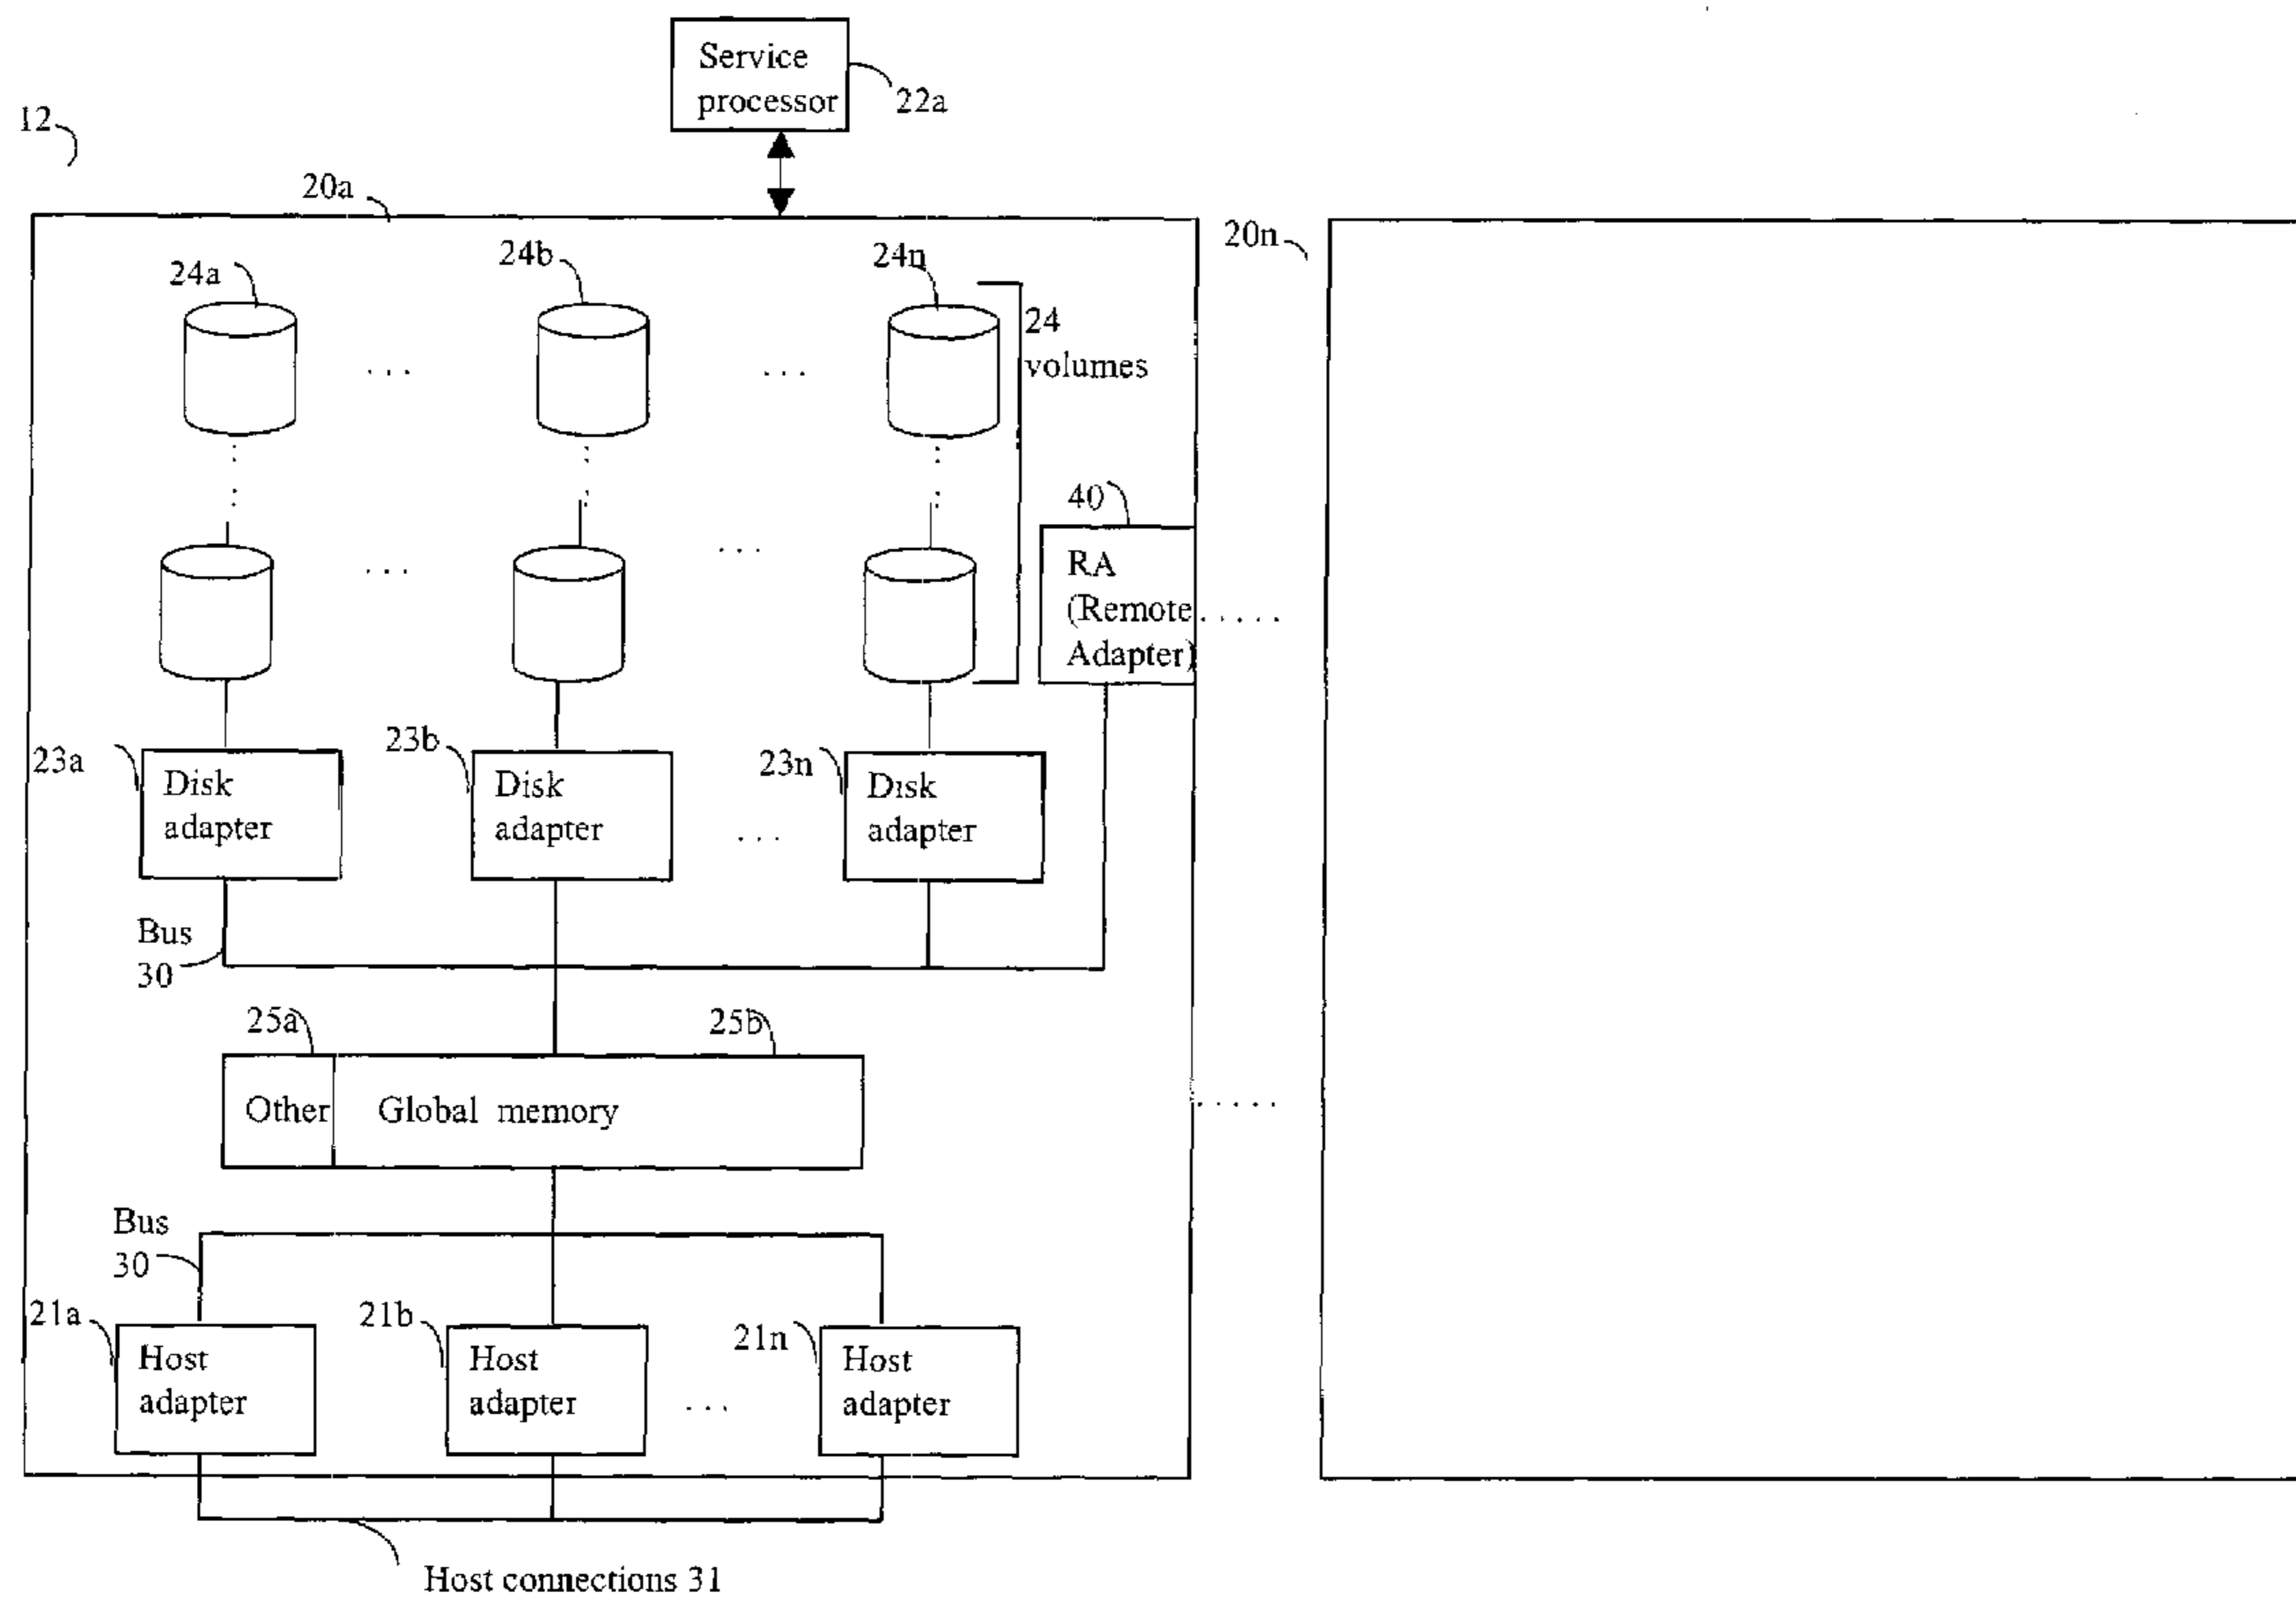 Service
processor
22a
12
20a
20n
24a
24b
24n
24
volumes
...
...
40
RA
(Remote
Adapter)
.....
...
...
23a
Disk
adapter
23b
Disk
adapter
...
23n
Disk
adapter
Bus
30
25a
25b
Other
Global memory
.....
Bus
30
21a
Host
adapter
21b
Host
adapter
...
21n
Host
adapter
Host connections 31